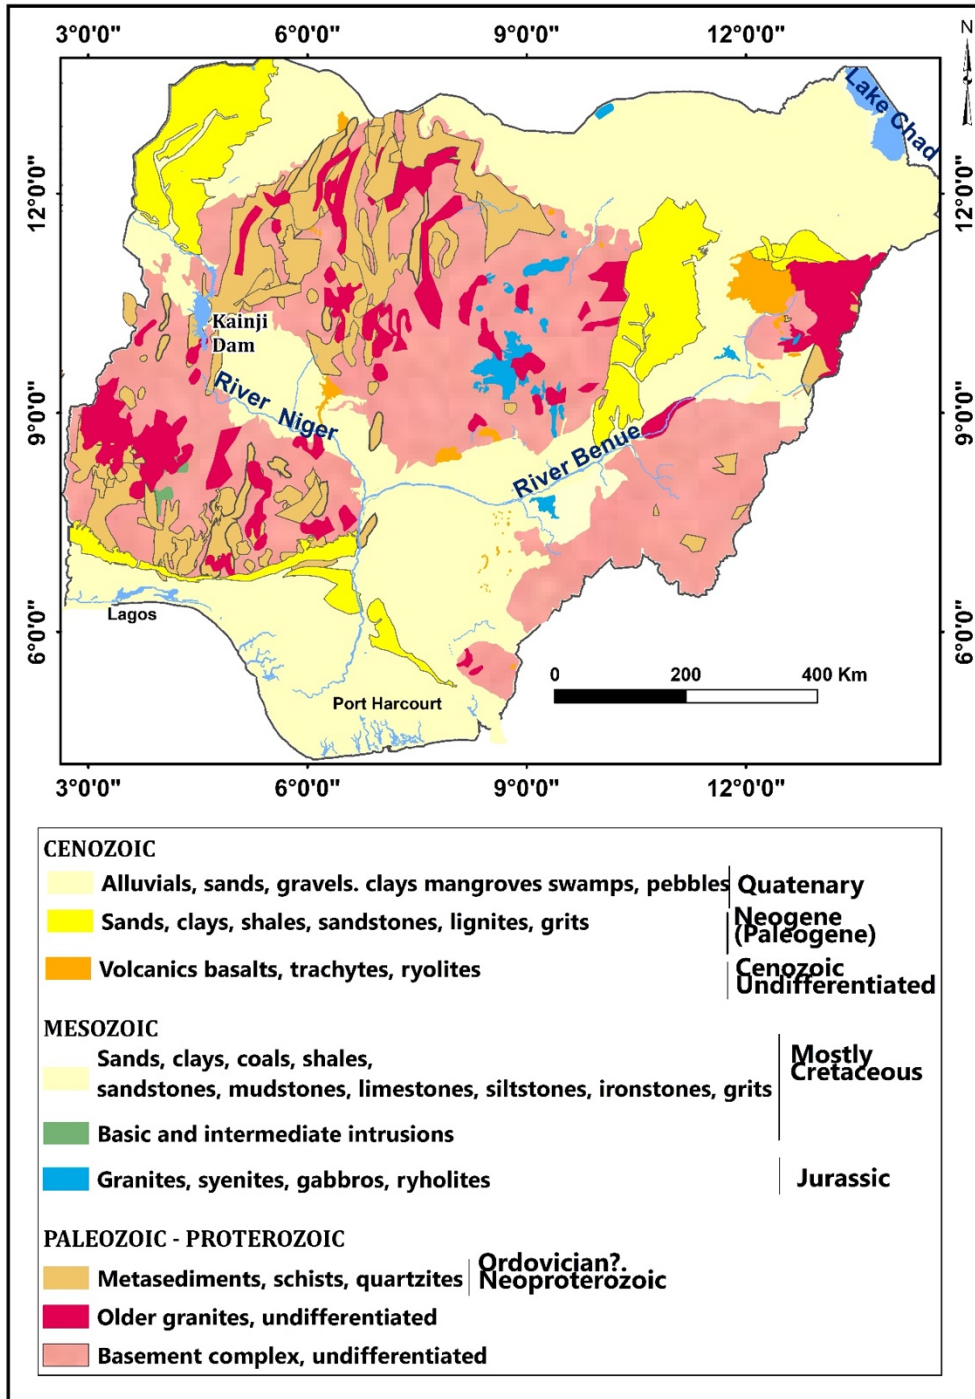 3°0'0" 6°0'0" 9°0'0" 12°0'0"
N
Lake Chad
12°0'0" 12°0'0"
Kainji
Dam
River Niger
9°0'0" 9°0'0"
River Benue
Lagos
6°0'0" 6°0'0"
0 200 400 Km
Port Harcourt
3°0'0" 6°0'0" 9°0'0" 12°0'0"
CENOZOIC
Alluvials, sands, gravels. clays mangroves swamps, pebbles Quatenary
Sands, clays, shales, sandstones, lignites, grits Neogene
(Paleogene)
Volcanics basalts, trachytes, ryolites Cenozoic
Undifferentiated
MESOZOIC
Sands, clays, coals, shales, Mostly
sandstones, mudstones, limestones, siltstones, ironstones, grits Cretaceous
Basic and intermediate intrusions
Granites, syenites, gabbros, ryholites Jurassic
PALEOZOIC - PROTEROZOIC
Metasediments, schists, quartzites Ordovician?.
Neoproterozoic
Older granites, undifferentiated
Basement complex, undifferentiated